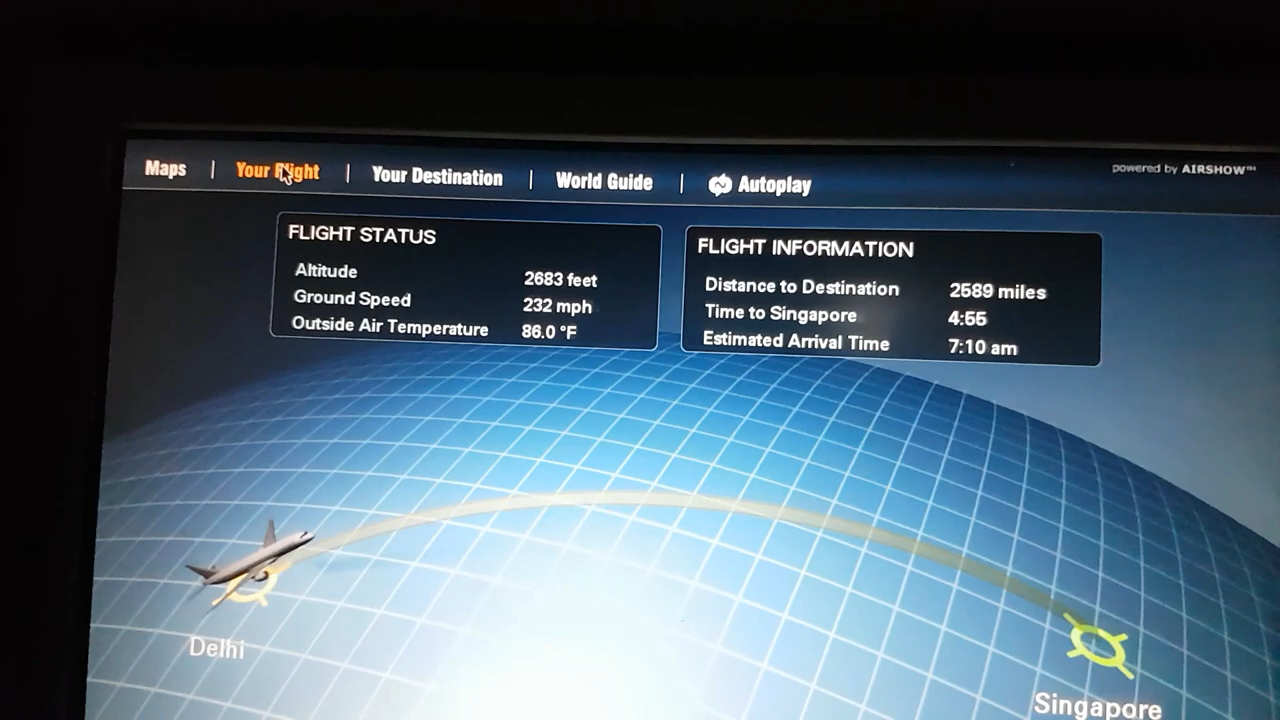 Maps | Your Flight | Your Destination | World Guide | Autoplay
powered by AIRSHOW™
FLIGHT STATUS
Altitude 2683 feet
Ground Speed 232 mph
Outside Air Temperature 86.0 °F
FLIGHT INFORMATION
Distance to Destination 2589 miles
Time to Singapore 4:55
Estimated Arrival Time 7:10 am
Delhi
Singapore